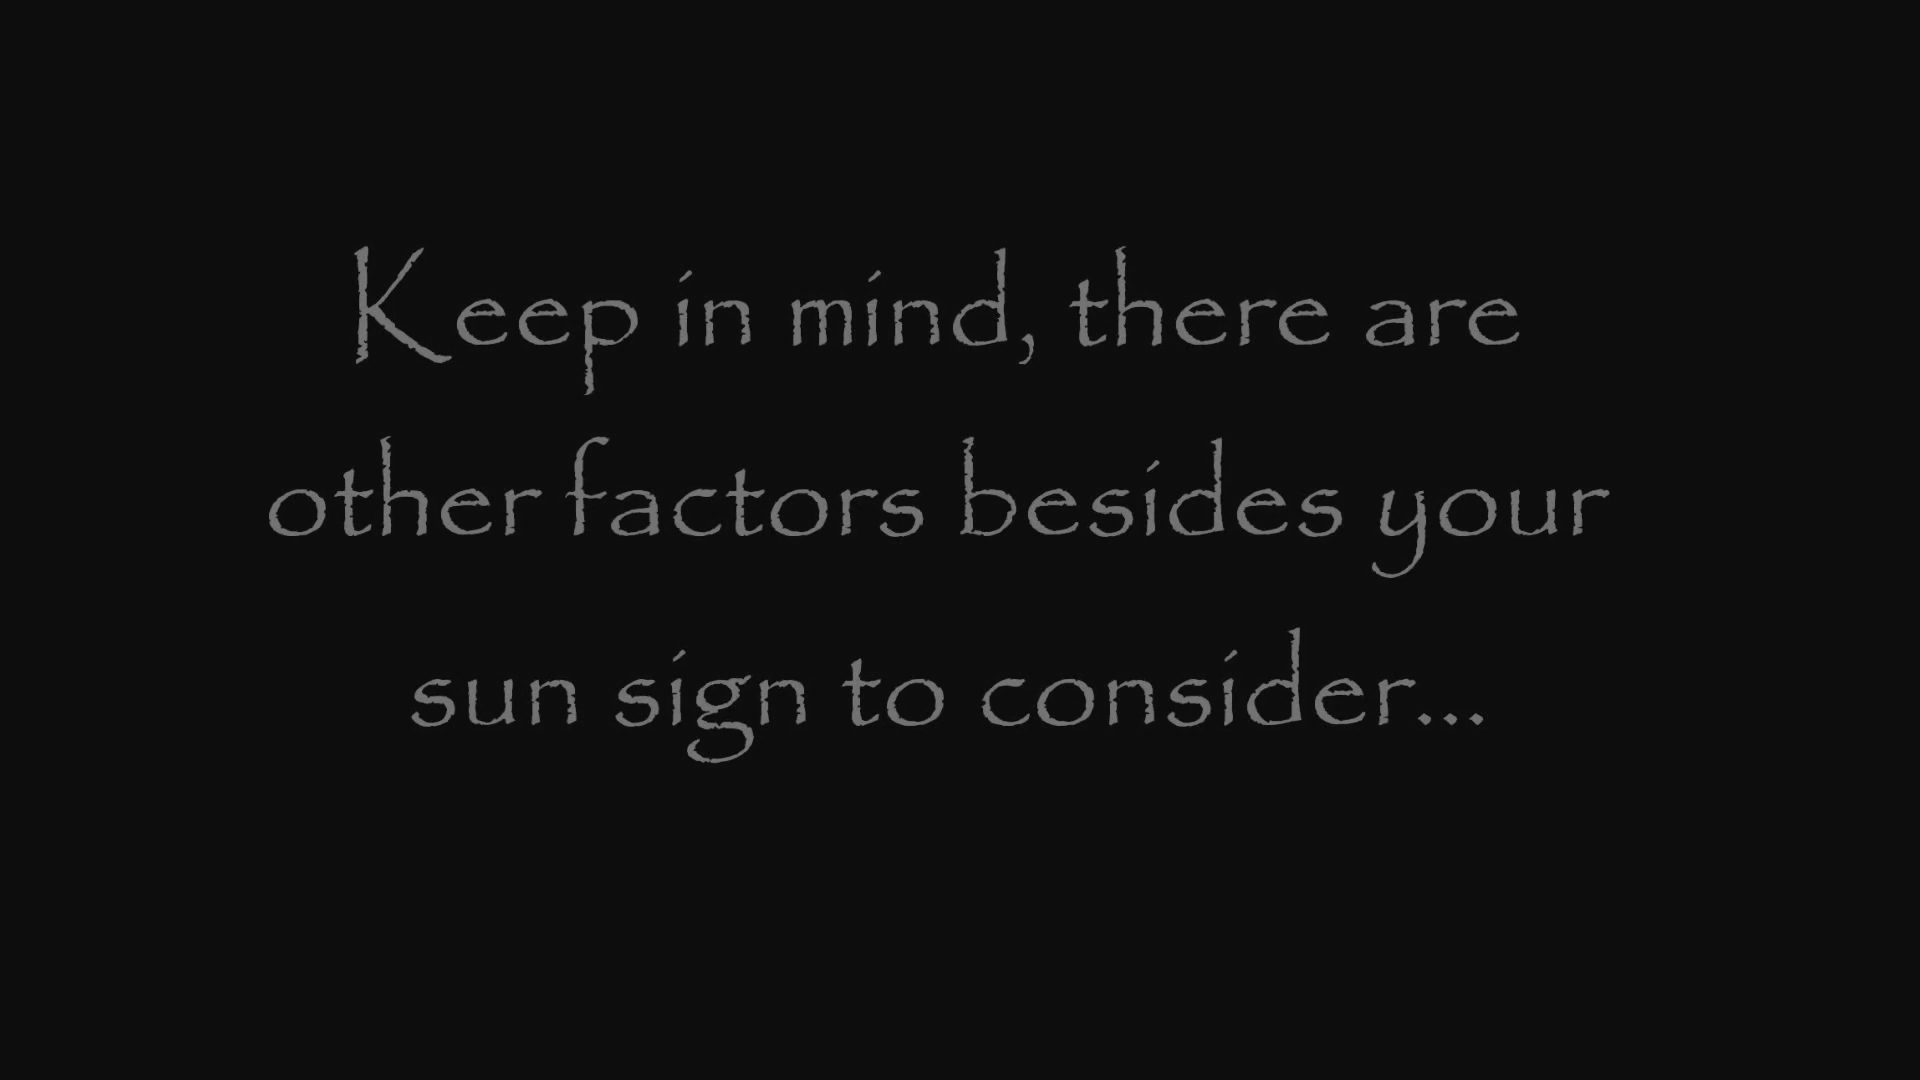 Keep in mind, there are
other factors besides your
sun sign to consider...